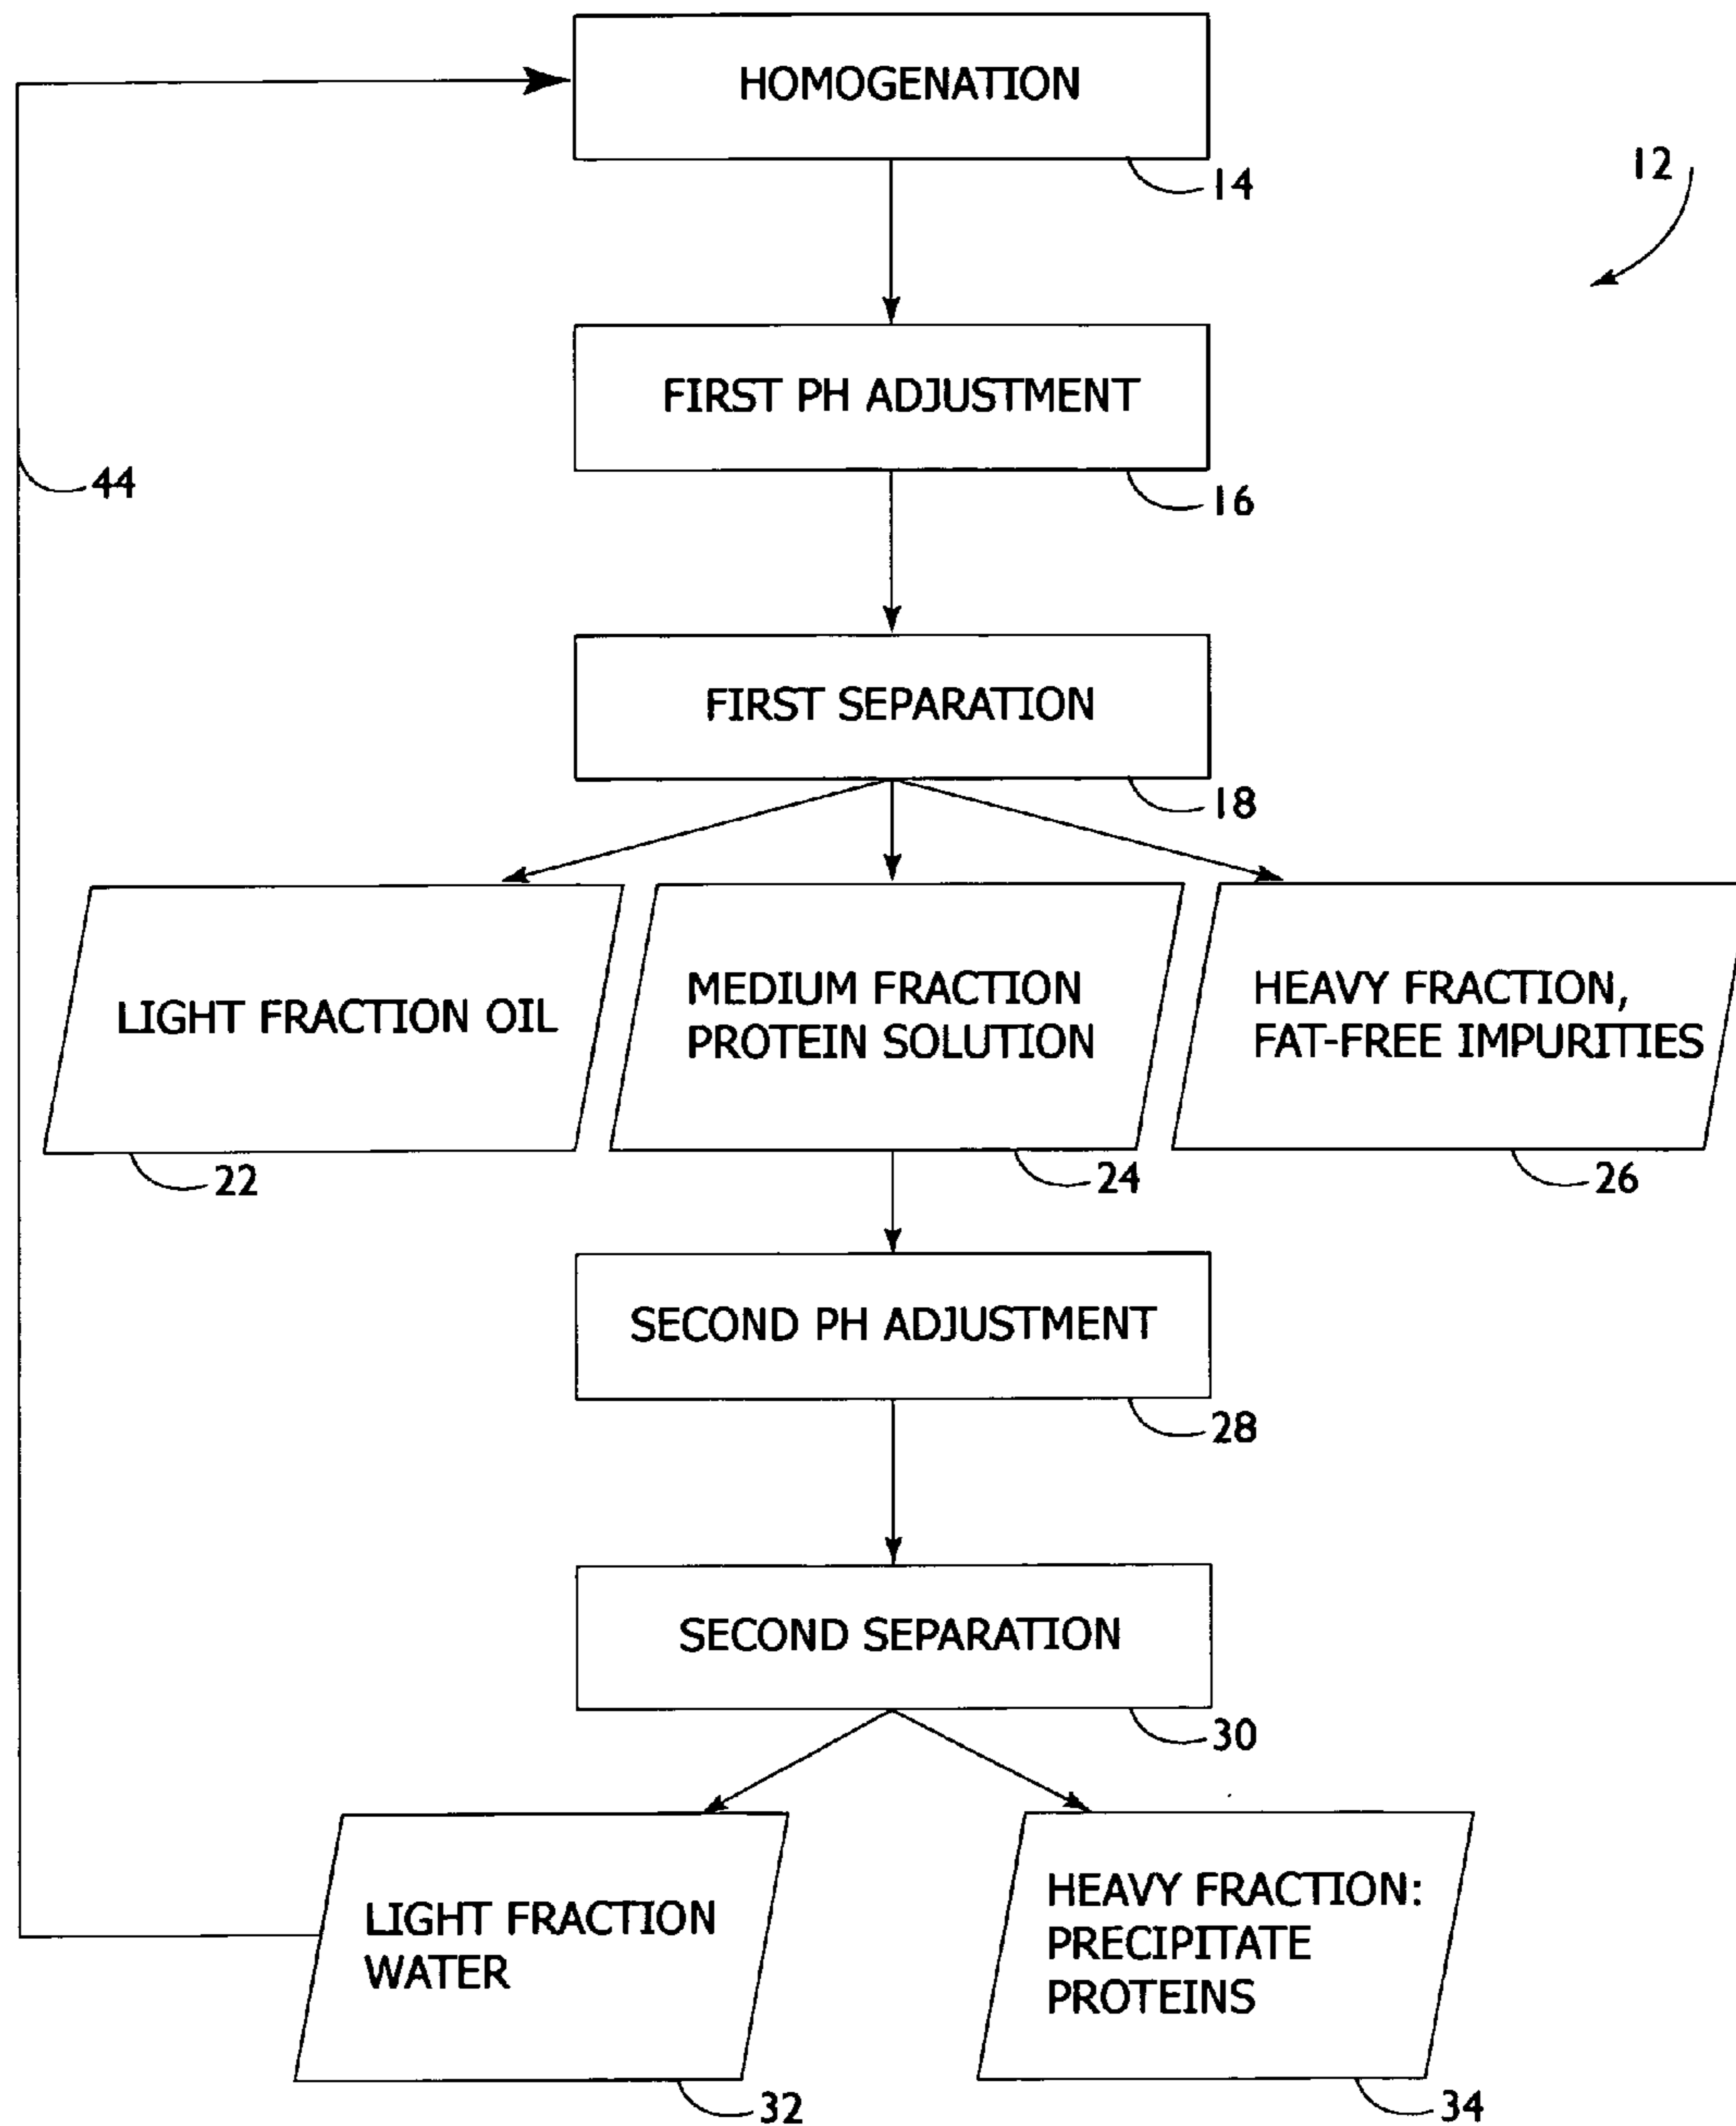 HOMOGENATION
14
12
FIRST PH ADJUSTMENT
44
16
FIRST SEPARATION
18
LIGHT FRACTION OIL
22
MEDIUM FRACTION
PROTEIN SOLUTION
24
HEAVY FRACTION,
FAT-FREE IMPURITIES
26
SECOND PH ADJUSTMENT
28
SECOND SEPARATION
30
LIGHT FRACTION
WATER
32
HEAVY FRACTION:
PRECIPITATE
PROTEINS
34